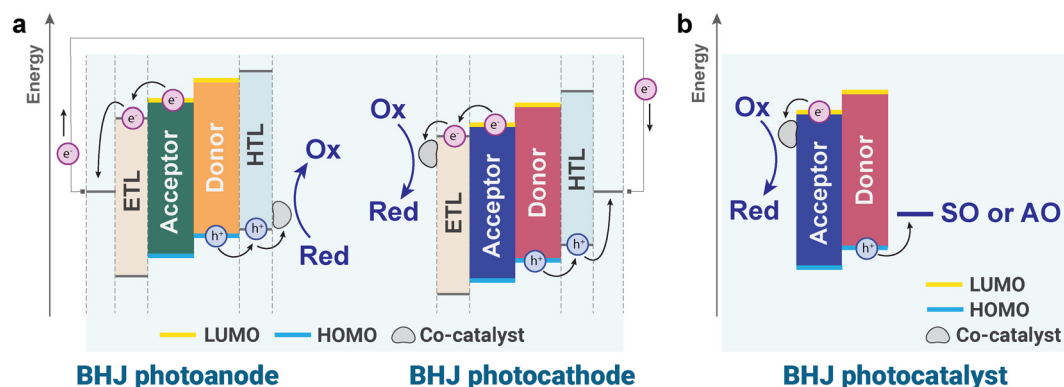 a
Energy
e-
e-
e-
ETL
Acceptor
Donor
HTL
h+
h+
Ox
Red
LUMO
HOMO
Co-catalyst
BHJ photoanode
Ox
Red
e-
e-
e-
ETL
Acceptor
Donor
HTL
h+
h+
BHJ photocathode
b
Energy
Ox
Red
e-
Acceptor
Donor
h+
SO or AO
LUMO
HOMO
Co-catalyst
BHJ photocatalyst